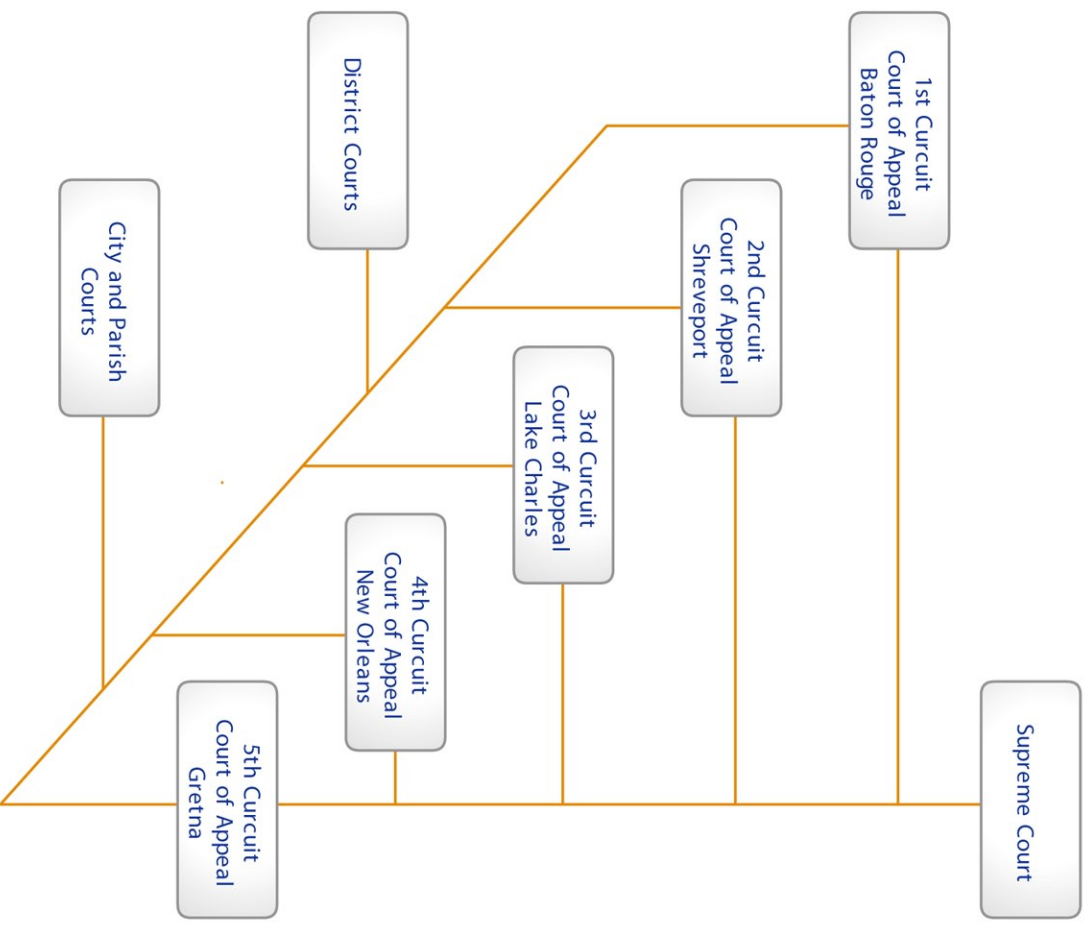 Supreme Court
1st Curcuit
Court of Appeal
Baton Rouge
2nd Curcuit
Court of Appeal
Shreveport
3rd Curcuit
Court of Appeal
Lake Charles
4th Curcuit
Court of Appeal
New Orleans
5th Curcuit
Court of Appeal
Gretna
District Courts
City and Parish
Courts